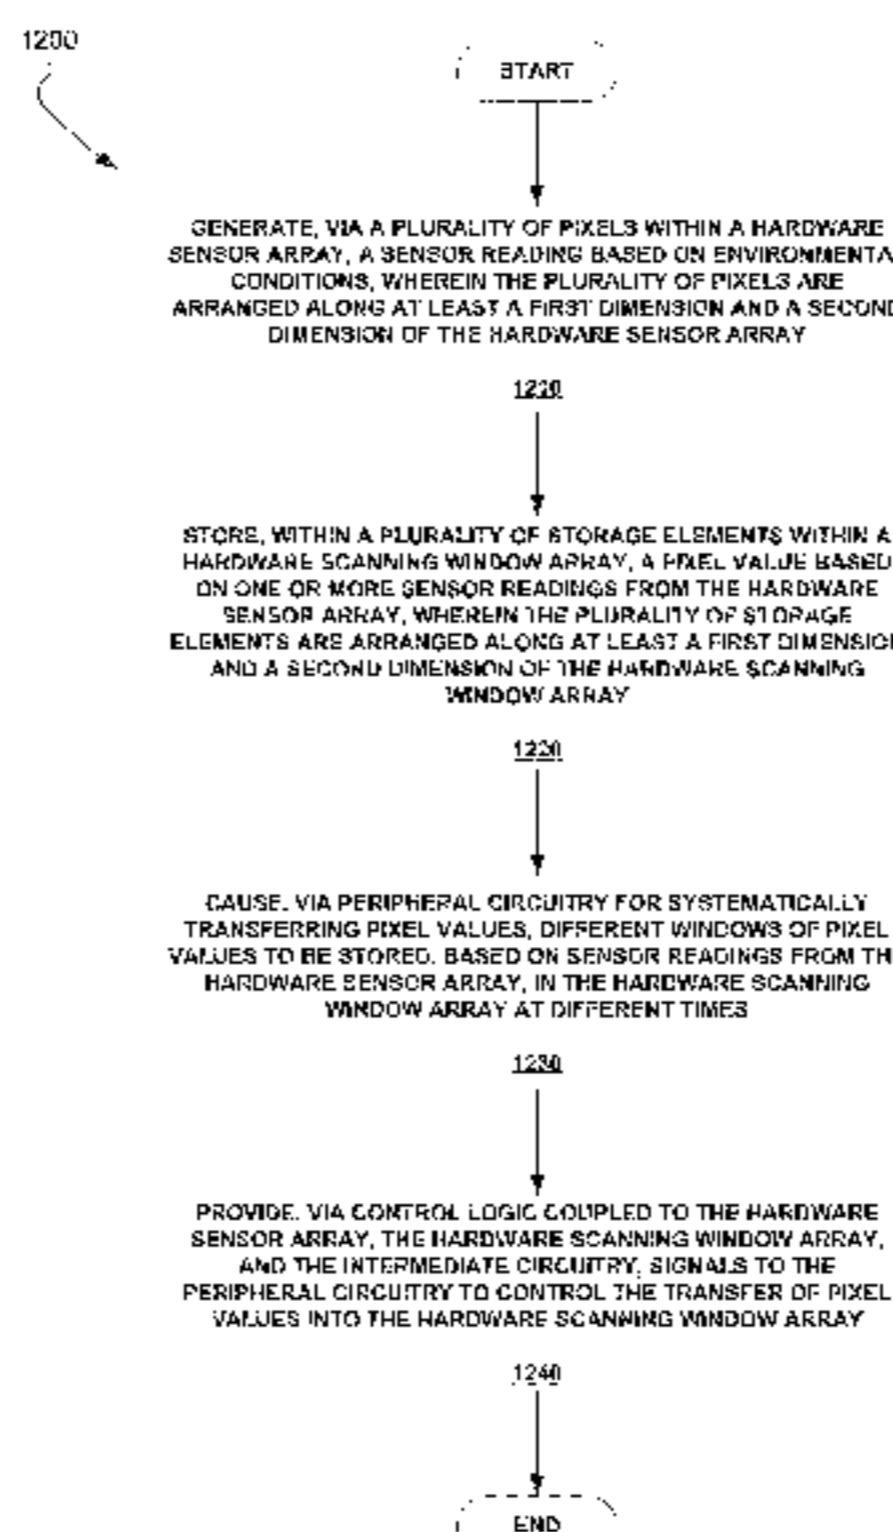 1200
START
GENERATE, VIA A PLURALITY OF PIXELS WITHIN A HARDWARE
SENSOR ARRAY, A SENSOR READING BASED ON ENVIRONMENTA
CONDITIONS, WHEREIN THE PLURALITY OF PIXELS ARE
ARRANGED ALONG AT LEAST A FIRST DIMENSION AND A SECOND
DIMENSION OF THE HARDWARE SENSOR ARRAY
STORE, WITHIN A PLURALITY OF STORAGE ELEMENTS WITHIN A
HARDWARE SCANNING WINDOW ARRAY, A PIXEL VALUE BASED
ON ONE OR MORE SENSOR READINGS FROM THE HARDWARE
SENSOR ARRAY, WHEREIN THE PLURALITY OF STORAGE
ELEMENTS ARE ARRANGED ALONG AT LEAST A FIRST DIMENSION
AND A SECOND DIMENSION OF THE HARDWARE SCANNING
WINDOW ARRAY
1220
CAUSE, VIA PERIPHERAL CIRCUITRY FOR SYSTEMATICALLY
TRANSFERRING PIXEL VALUES, DIFFERENT WINDOWS OF PIXEL
VALUES TO BE STORED, BASED ON SENSOR READINGS FROM TH
HARDWARE SENSOR ARRAY, IN THE HARDWARE SCANNING
WINDOW ARRAY AT DIFFERENT TIMES
1230
PROVIDE, VIA CONTROL LOGIC COUPLED TO THE HARDWARE
SENSOR ARRAY, THE HARDWARE SCANNING WINDOW ARRAY,
AND THE INTERMEDIATE CIRCUITRY, SIGNALS TO THE
PERIPHERAL CIRCUITRY TO CONTROL THE TRANSFER OF PIXEL
VALUES INTO THE HARDWARE SCANNING WINDOW ARRAY
1240
END